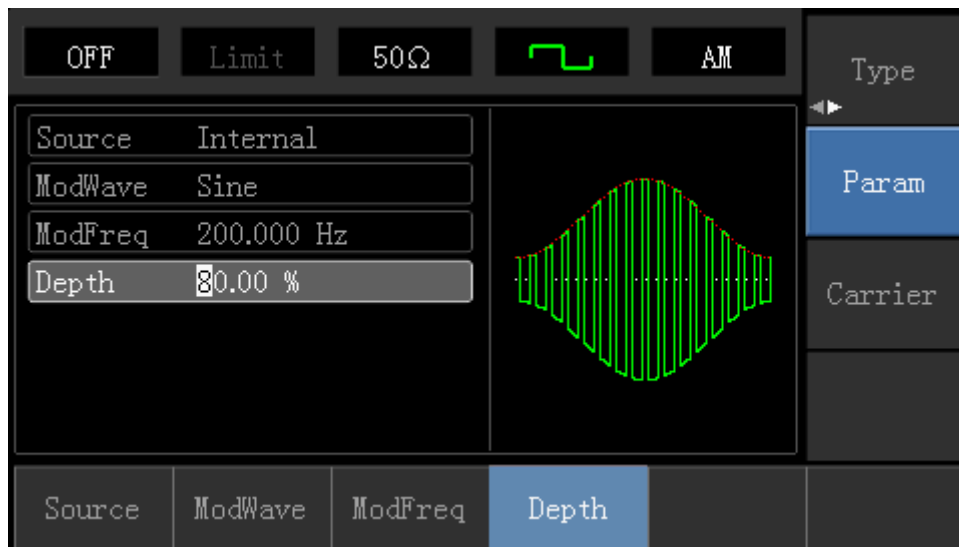 OFF Limit 50Ω AM
Type
Source Internal
ModWave Sine
ModFreq 200.000 Hz
Depth 80.00 %
Param
Carrier
Source ModWave ModFreq Depth